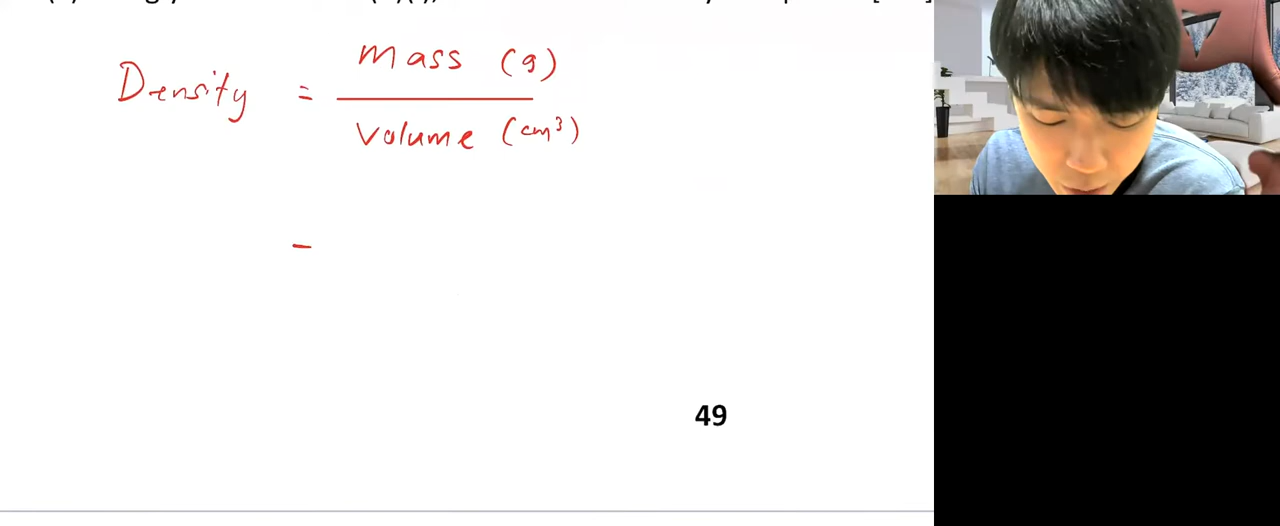 Density = Mass (g)
Volume (cm³)
=
49